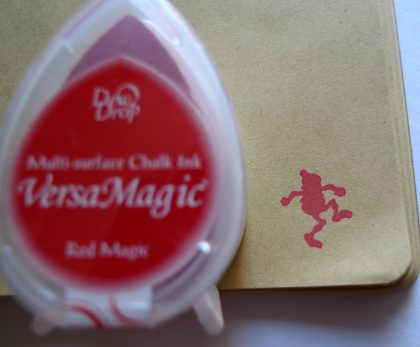 Dew
Drop
Multi-surface Chalk Ink
VersaMagic
Red Magic